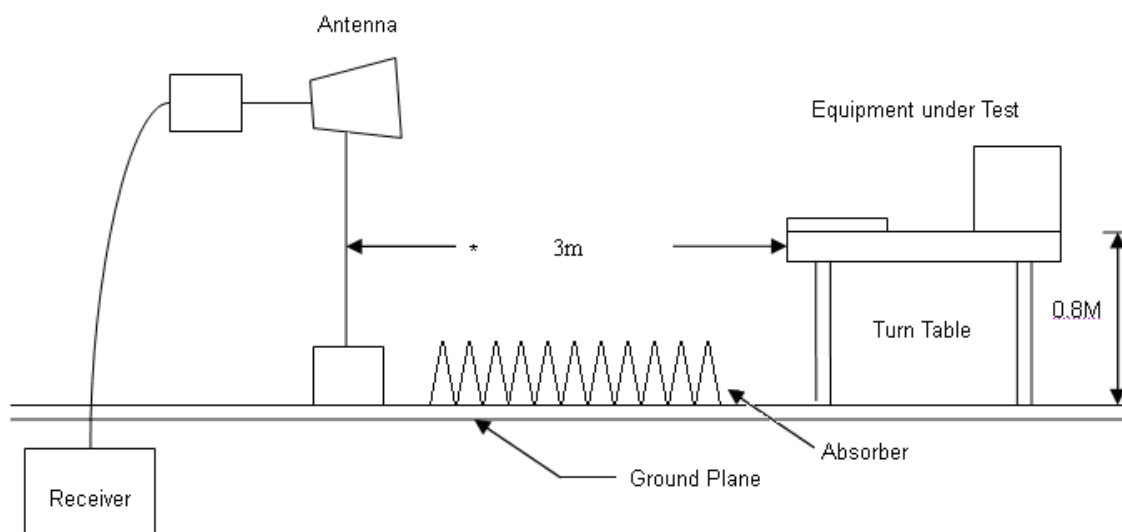 Antenna
Equipment under Test
* 3m
0.8M
Turn Table
Absorber
Ground Plane
Receiver